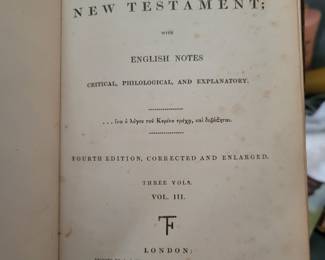 NEW TESTAMENT;
WITH
ENGLISH NOTES
CRITICAL, PHILOLOGICAL, AND EXPLANATORY.
. . . ἵνα ὁ λόγος τοῦ Κυρίου τρέχῃ, καὶ δοξάζηται.
FOURTH EDITION, CORRECTED AND ENLARGED.
THREE VOLS.
VOL. III.
LONDON: